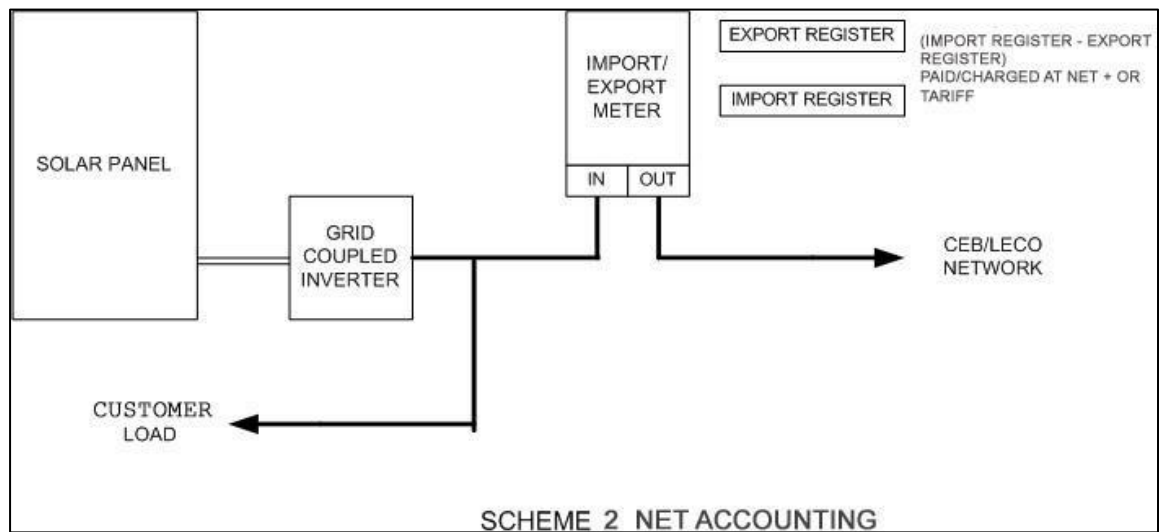 SOLAR PANEL
GRID
COUPLED
INVERTER
IMPORT/
EXPORT
METER
IN OUT
EXPORT REGISTER
IMPORT REGISTER
(IMPORT REGISTER - EXPORT
REGISTER)
PAID/CHARGED AT NET + OR
TARIFF
CEB/LECO
NETWORK
CUSTOMER
LOAD
SCHEME 2 NET ACCOUNTING